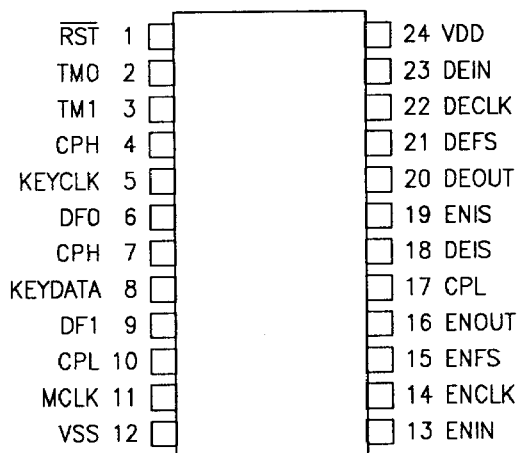 R̅S̅T̅ 1 24 VDD
TM0 2 23 DEIN
TM1 3 22 DECLK
CPH 4 21 DEFS
KEYCLK 5 20 DEOUT
DF0 6 19 ENIS
CPH 7 18 DEIS
KEYDATA 8 17 CPL
DF1 9 16 ENOUT
CPL 10 15 ENFS
MCLK 11 14 ENCLK
VSS 12 13 ENIN